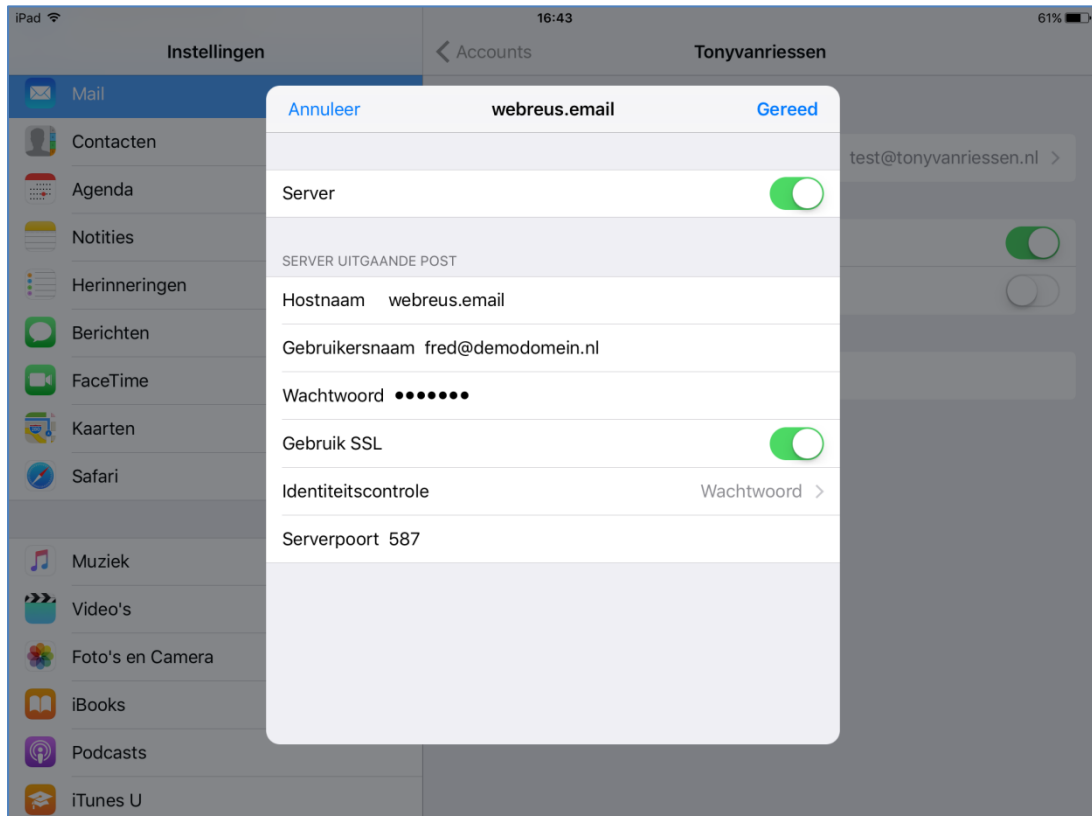 iPad 16:43 61%
Instellingen
Accounts
Tonyvanriessen
Mail
Contacten
Agenda
Notities
Herinneringen
Berichten
FaceTime
Kaarten
Safari
Muziek
Video's
Foto's en Camera
iBooks
Podcasts
iTunes U
test@tonyvanriessen.nl
Annuleer webreus.email Gereed
Server
SERVER UITGAANDE POST
Hostnaam webreus.email
Gebruikersnaam fred@demodomein.nl
Wachtwoord •••••••
Gebruik SSL
Identiteitscontrole Wachtwoord
Serverpoort 587